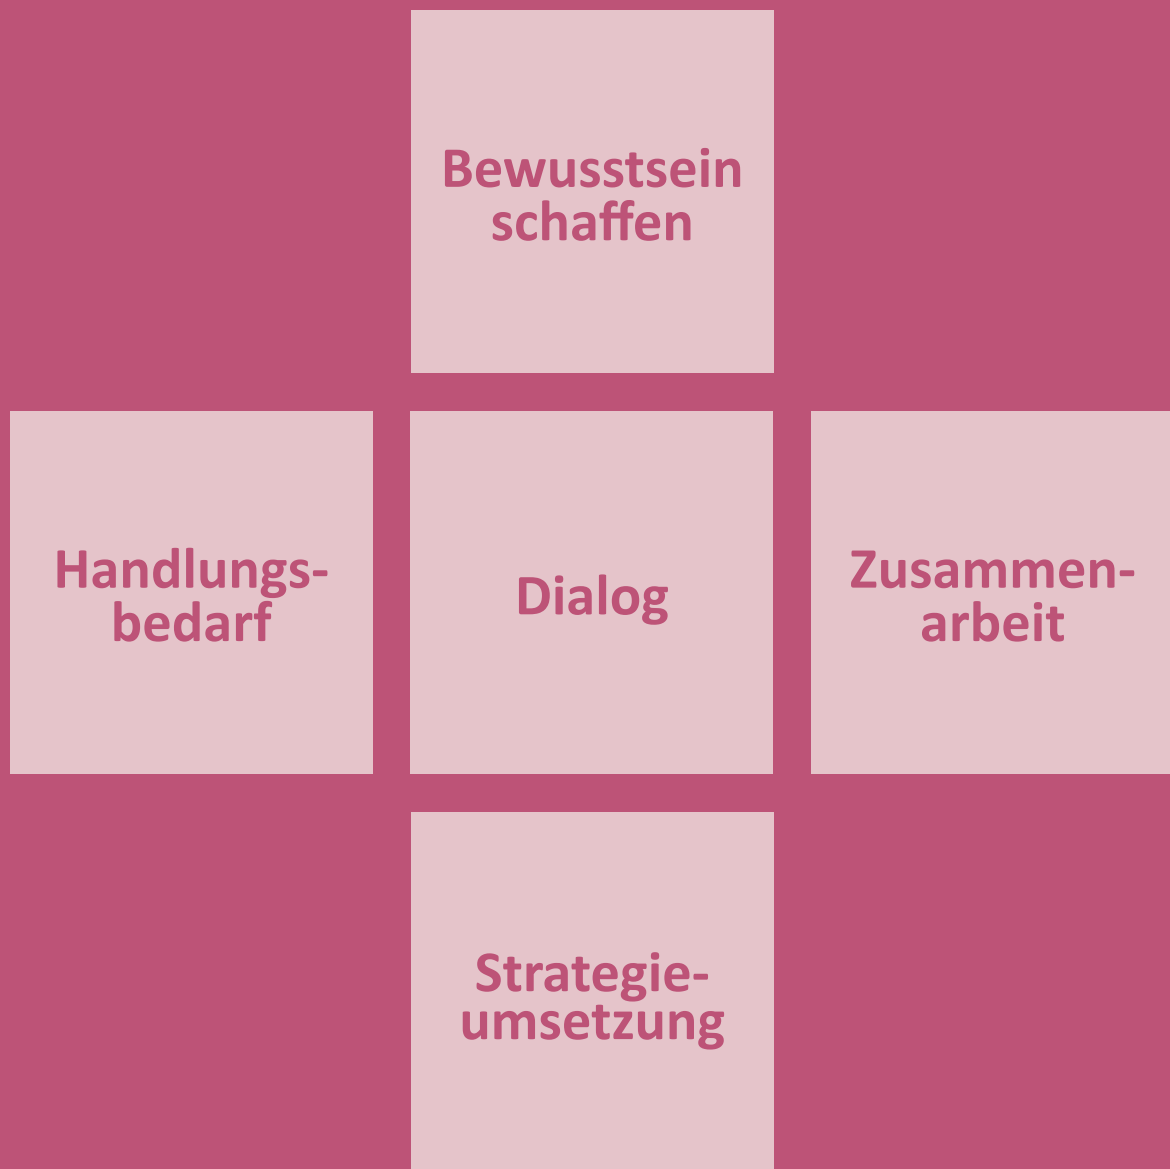 Bewusstsein
schaffen
Handlungs-
bedarf
Dialog
Zusammen-
arbeit
Strategie-
umsetzung